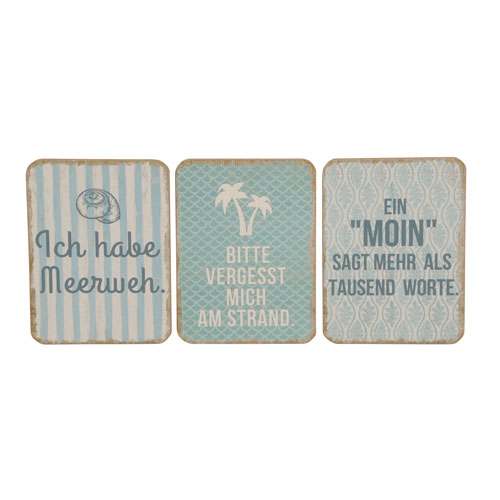 Ich habe
Meerweh.
BITTE
VERGESST
MICH
AM STRAND.
EIN
"MOIN"
SAGT MEHR ALS
TAUSEND WORTE.